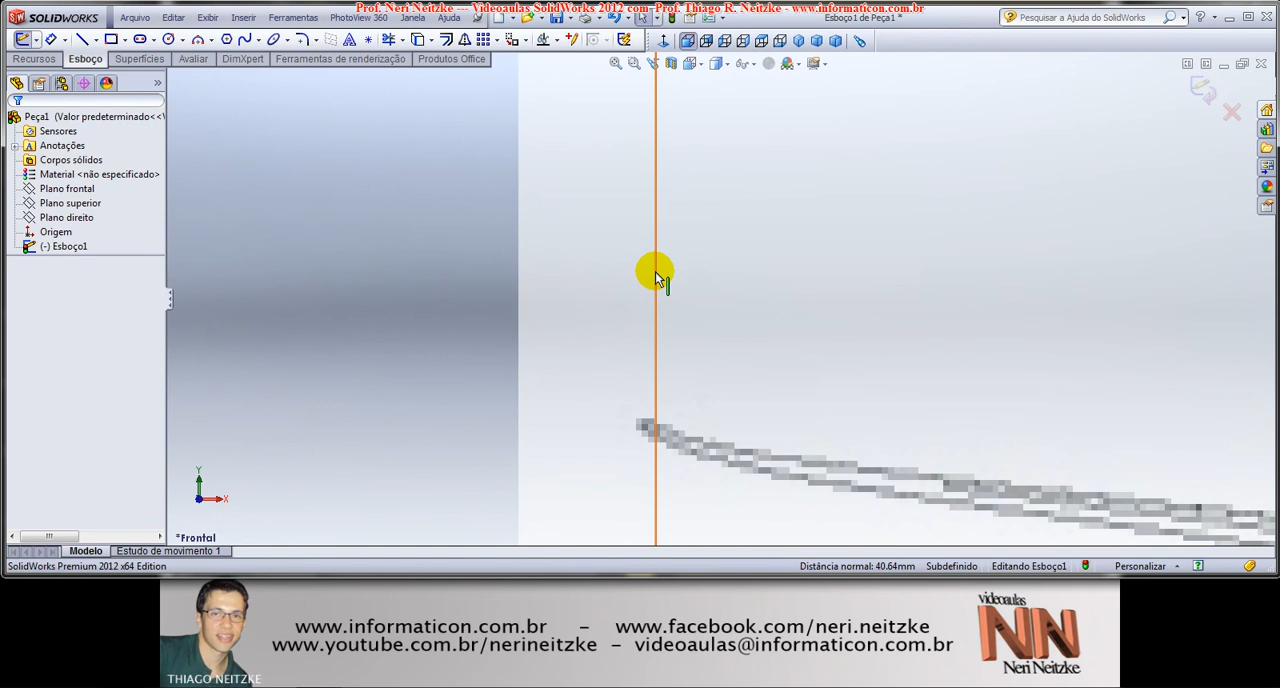 Prof. Neri Neitzke --- Videoaulas SolidWorks 2012 com Prof. Thiago R. Neitzke - www.informaticon.com.br
SOLIDWORKS
Arquivo Editar Exibir Inserir Ferramentas PhotoView 360 Janela Ajuda
Esboço1 de Peça1 *
Pesquisar a Ajuda do SolidWorks
Recursos Esboço Superfícies Avaliar DimXpert Ferramentas de renderização Produtos Office
Peça1 (Valor predeterminado<<\
Sensores
Anotações
Corpos sólidos
Material <não especificado>
Plano frontal
Plano superior
Plano direito
Origem
(-) Esboço1
Y
X
*Frontal
Modelo Estudo de movimento 1
SolidWorks Premium 2012 x64 Edition
Distância normal: 40.64mm Subdefinido Editando Esboço1 Personalizar
www.informaticon.com.br - www.facebook.com/neri.neitzke
www.youtube.com.br/nerineitzke - videoaulas@informaticon.com.br
THIAGO NEITZKE
videoaulas
NN
Neri Neitzke